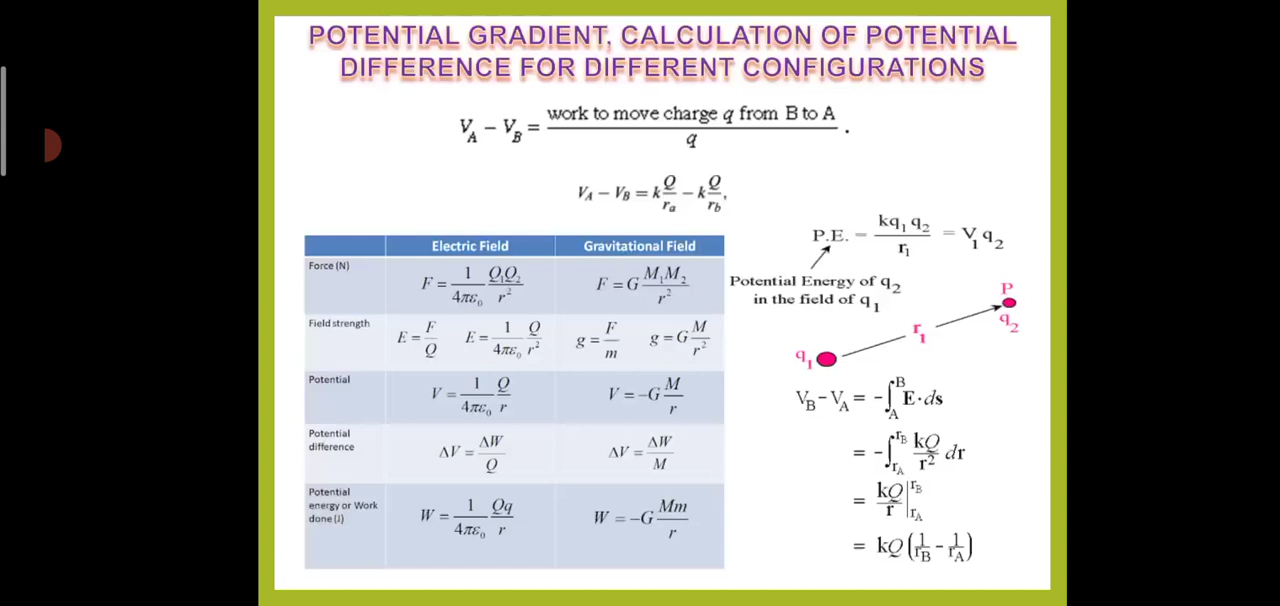 POTENTIAL GRADIENT, CALCULATION OF POTENTIAL
DIFFERENCE FOR DIFFERENT CONFIGURATIONS
V_A − V_B = work to move charge q from B to A / q .
V_A − V_B = k Q/r_a − k Q/r_b,
Electric Field Gravitational Field
Force (N) F = 1/4πε₀ Q₁Q₂/r² F = G M₁M₂/r²
Field strength E = F/Q E = 1/4πε₀ Q/r² g = F/m g = G M/r²
Potential V = 1/4πε₀ Q/r V = −G M/r
Potential
difference ΔV = ΔW/Q ΔV = ΔW/M
Potential
energy or Work
done (J) W = 1/4πε₀ Qq/r W = −G Mm/r
P.E. = kq₁q₂/r₁ = V₁q₂
Potential Energy of q₂
in the field of q₁
P
q₂
r₁
q₁
V_B − V_A = −∫_A^B E · ds
= −∫_{r_A}^{r_B} kQ/r² dr
= kQ/r |_{r_A}^{r_B}
= kQ (1/r_B − 1/r_A)